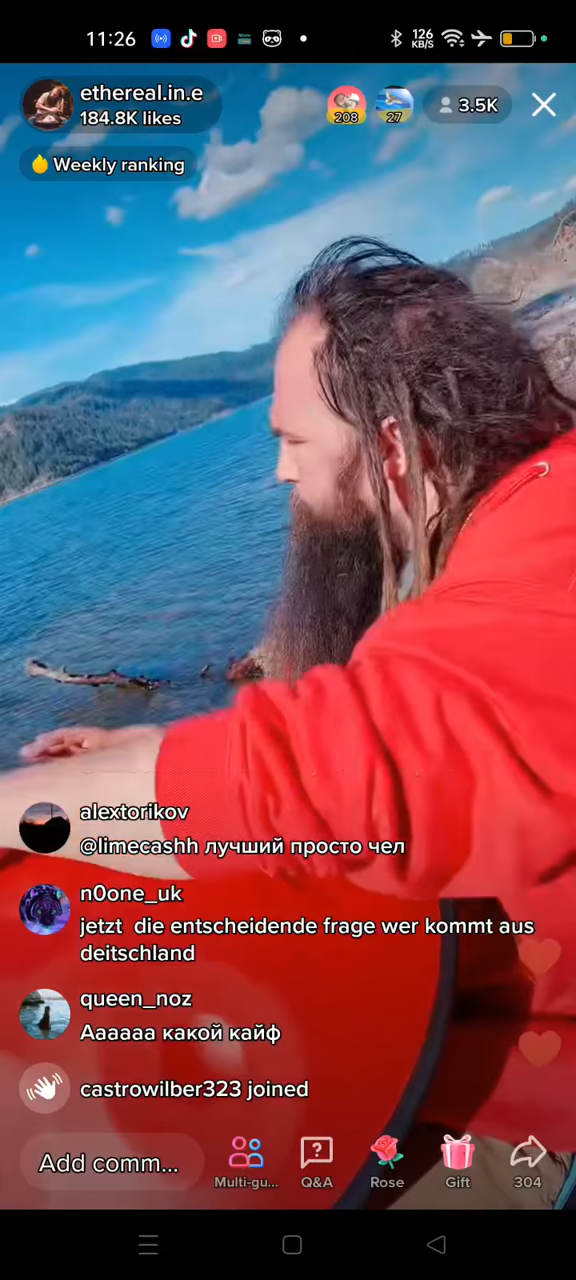 11:26
126
KB/S
ethereal.in.e
184.8K likes
208
27
3.5K
Weekly ranking
alextorikov
@limecashh лучший просто чел
n0one_uk
jetzt die entscheidende frage wer kommt aus
deitschland
queen_noz
Аааааа какой кайф
castrowilber323 joined
Add comm...
Multi-gu...
Q&A
Rose
Gift
304